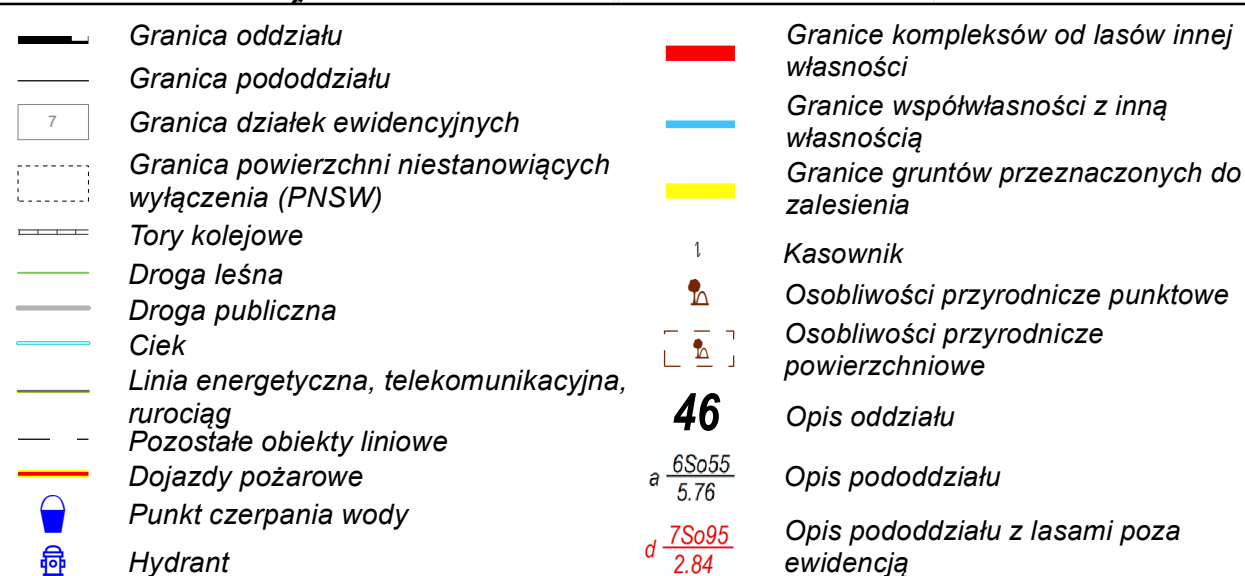 Granica oddziału
Granica pododdziału
7
Granica działek ewidencyjnych
Granica powierzchni niestanowiących
wyłączenia (PNSW)
Tory kolejowe
Droga leśna
Droga publiczna
Ciek
Linia energetyczna, telekomunikacyjna,
rurociąg
Pozostałe obiekty liniowe
Dojazdy pożarowe
Punkt czerpania wody
Hydrant
Granice kompleksów od lasów innej
własności
Granice współwłasności z inną
własnością
Granice gruntów przeznaczonych do
zalesienia
Kasownik
Osobliwości przyrodnicze punktowe
Osobliwości przyrodnicze
powierzchniowe
46
Opis oddziału
a 6So55
5.76
Opis pododdziału
d 7So95
2.84
Opis pododdziału z lasami poza
ewidencją